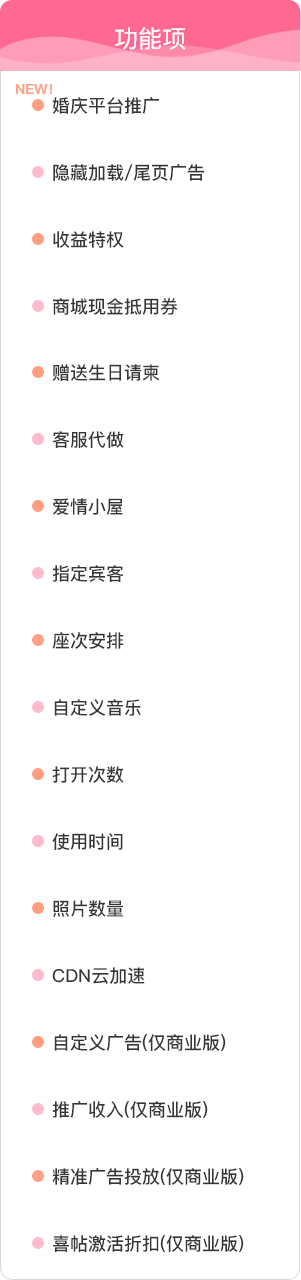 功能项
NEW!
婚庆平台推广
隐藏加载/尾页广告
收益特权
商城现金抵用券
赠送生日请柬
客服代做
爱情小屋
指定宾客
座次安排
自定义音乐
打开次数
使用时间
照片数量
CDN云加速
自定义广告(仅商业版)
推广收入(仅商业版)
精准广告投放(仅商业版)
喜帖激活折扣(仅商业版)